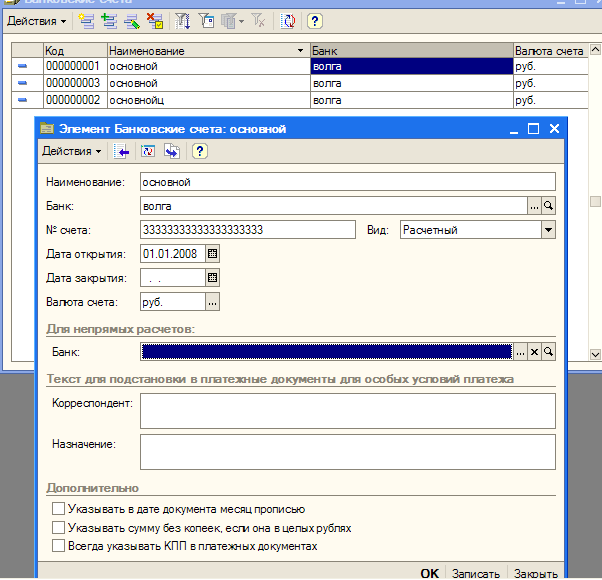 Банковские счета
Действия
Код Наименование Банк Валюта счета
000000001 основной волга руб.
000000003 основной волга руб.
000000002 основнойц волга руб.
Элемент Банковские счета: основной
Действия
Наименование: основной
Банк: волга
№ счета: 33333333333333333333 Вид: Расчетный
Дата открытия: 01.01.2008
Дата закрытия: . .
Валюта счета: руб.
Для непрямых расчетов:
Банк:
Текст для подстановки в платежные документы для особых условий платежа
Корреспондент:
Назначение:
Дополнительно
Указывать в дате документа месяц прописью
Указывать сумму без копеек, если она в целых рублях
Всегда указывать КПП в платежных документах
OK Записать Закрыть